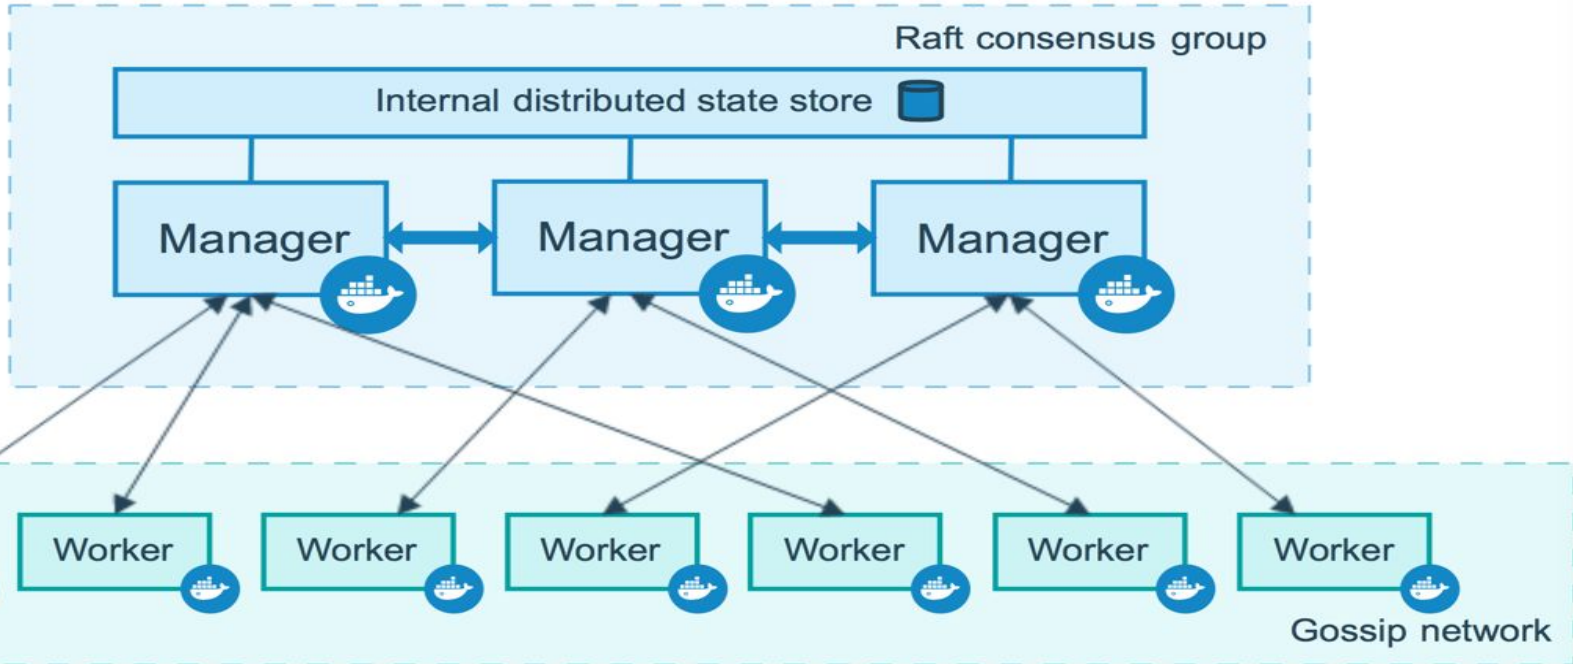 Raft consensus group
Internal distributed state store
Manager Manager Manager
Worker Worker Worker Worker Worker Worker
Gossip network